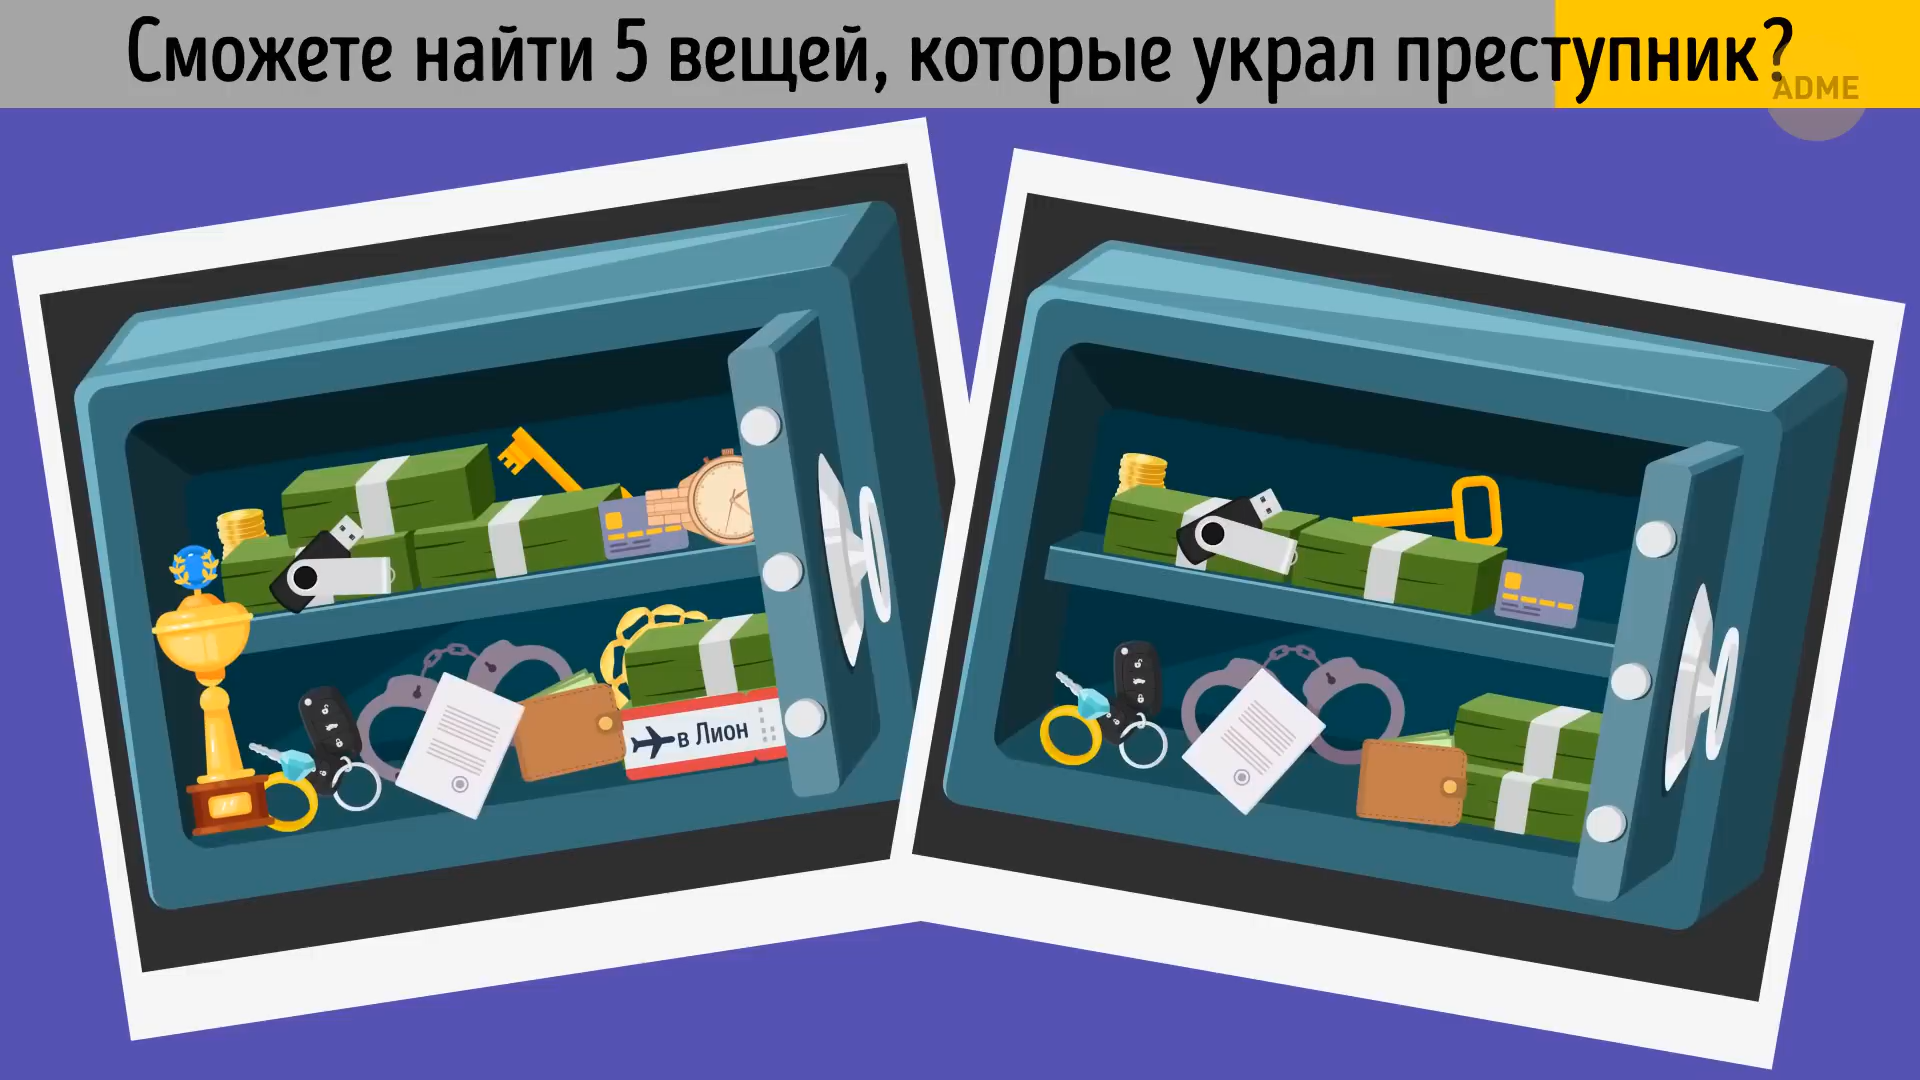 Сможете найти 5 вещей, которые украл преступник?
ADME
в Лион